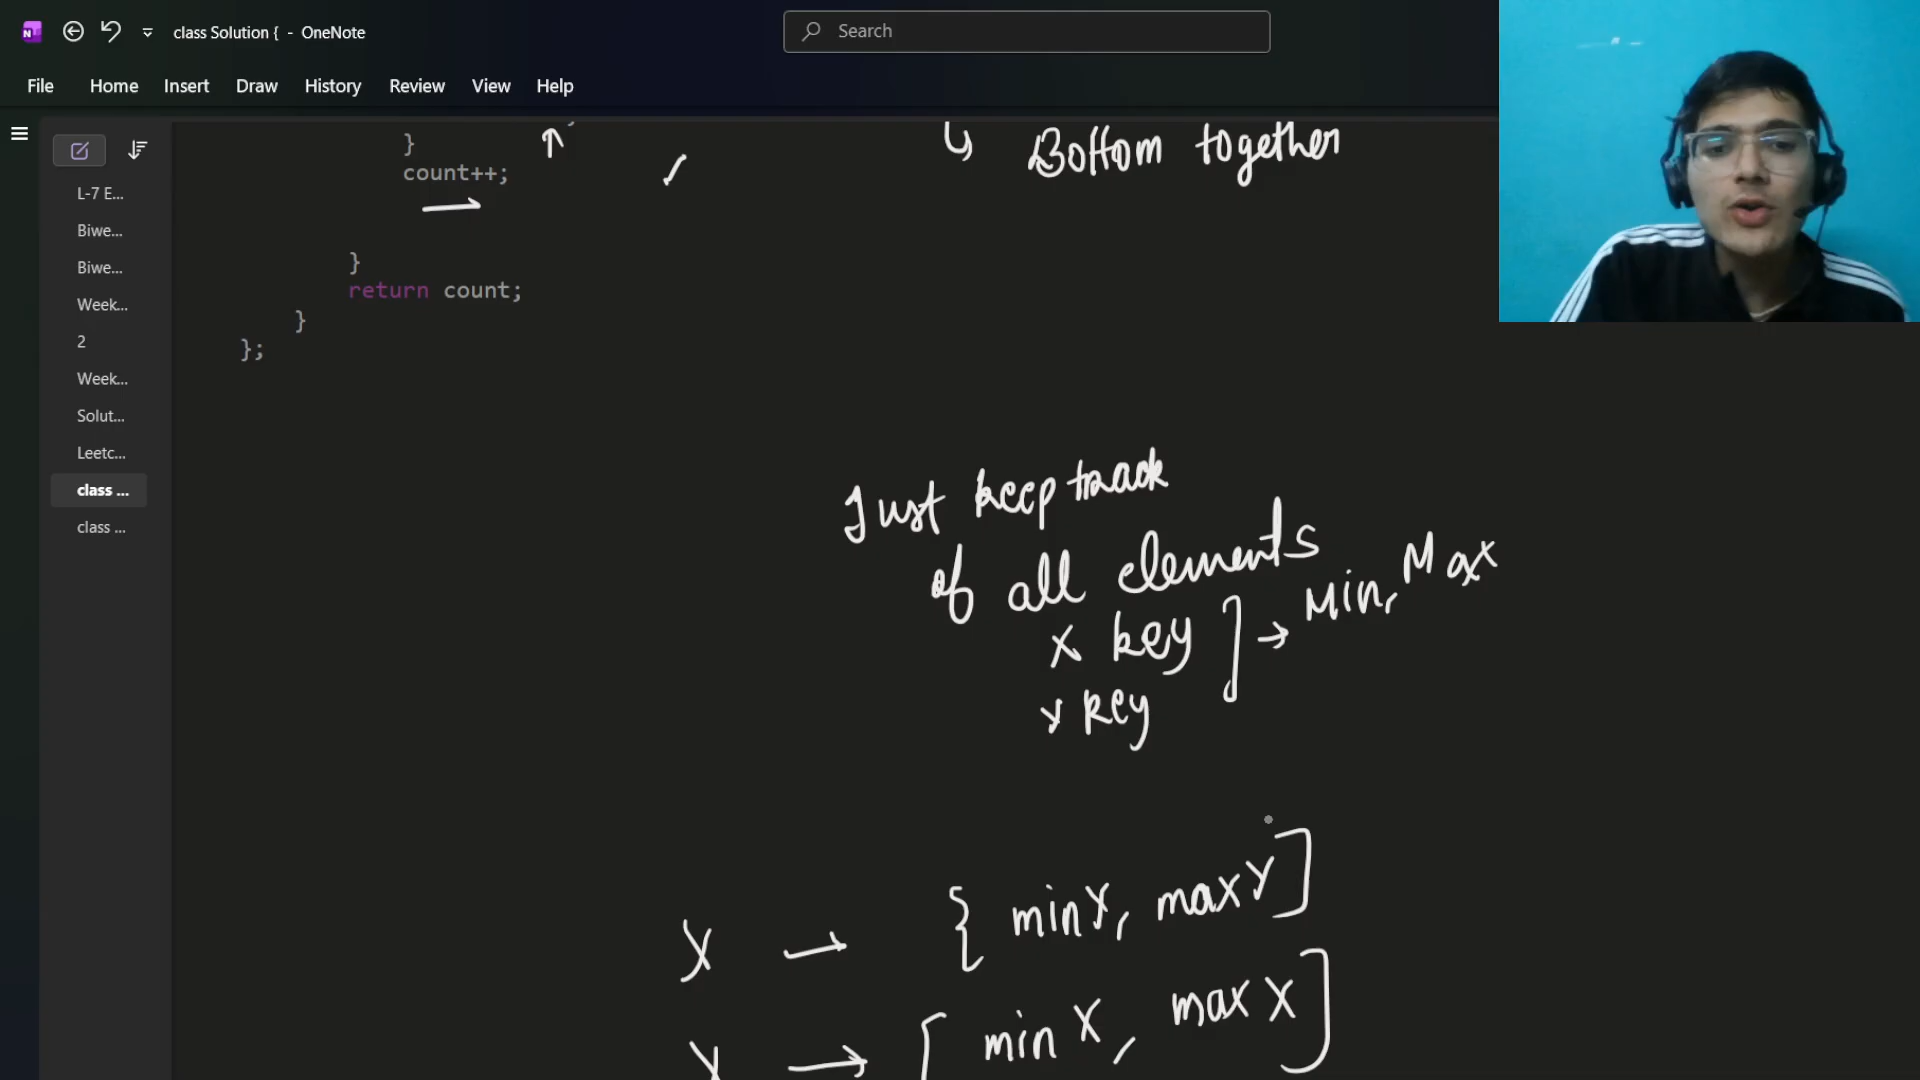 class Solution { - OneNote
Search
File Home Insert Draw History Review View Help
L-7 E...
Biwe...
Biwe...
Week...
2
Week...
Solut...
Leetc...
class ...
class ...
}
count++;
}
return count;
}
};
Bottom together
Just keep track
of all elements
x key ] → Min, Max
y key
X → { minY, maxY ]
Y → [ minX, maxX ]